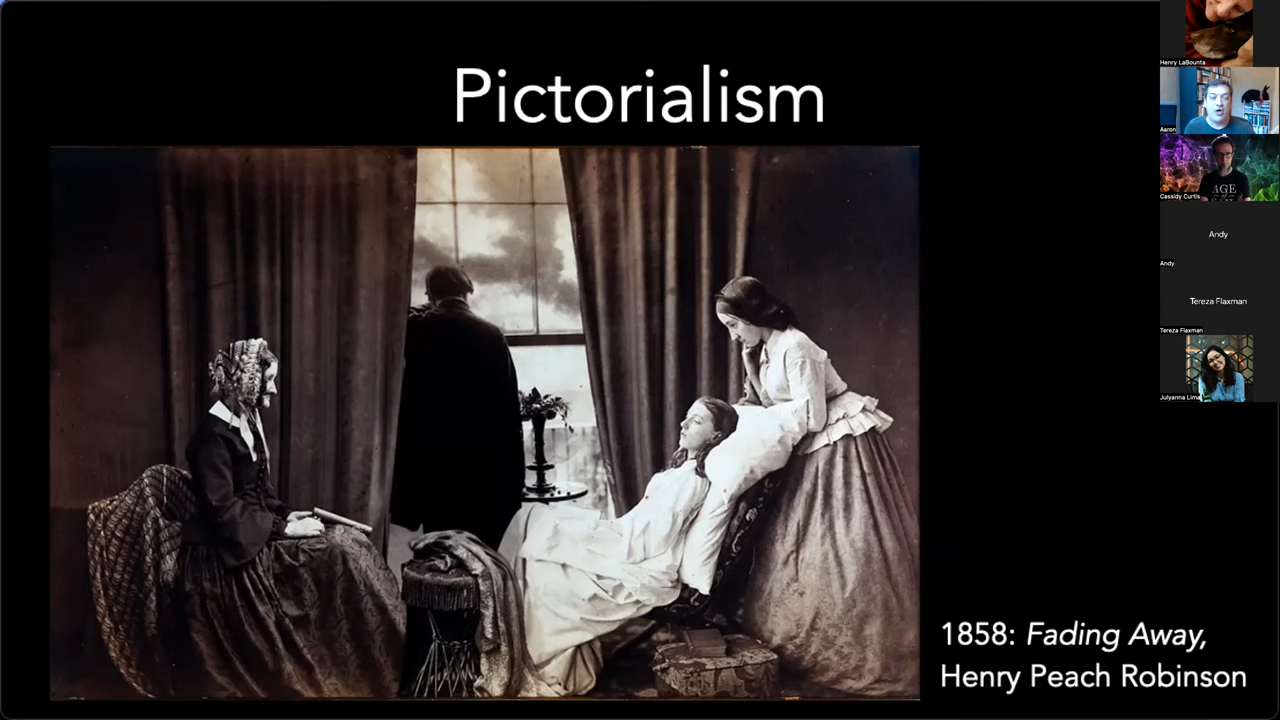 Pictorialism
1858: Fading Away,
Henry Peach Robinson
Henry LaBounta
Aaron
AGE
Cassidy Curtis
Andy
Andy
Tereza Flaxman
Tereza Flaxman
Julyanna Lima